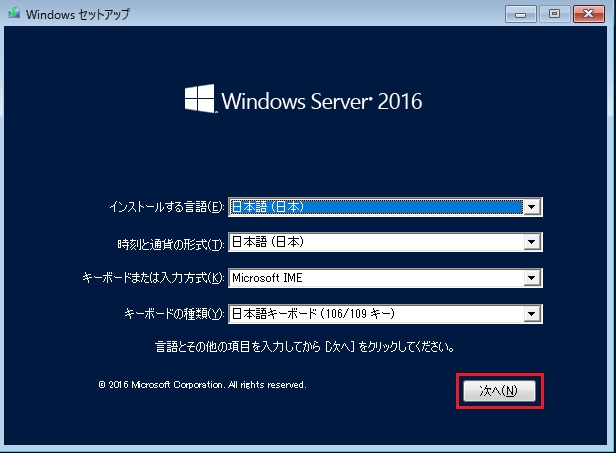 Windows セットアップ
Windows Server® 2016
インストールする言語(E): 日本語 (日本)
時刻と通貨の形式(T): 日本語 (日本)
キーボードまたは入力方式(K): Microsoft IME
キーボードの種類(Y): 日本語キーボード (106/109 キー)
言語とその他の項目を入力してから [次へ] をクリックしてください。
© 2016 Microsoft Corporation. All rights reserved.
次へ(N)